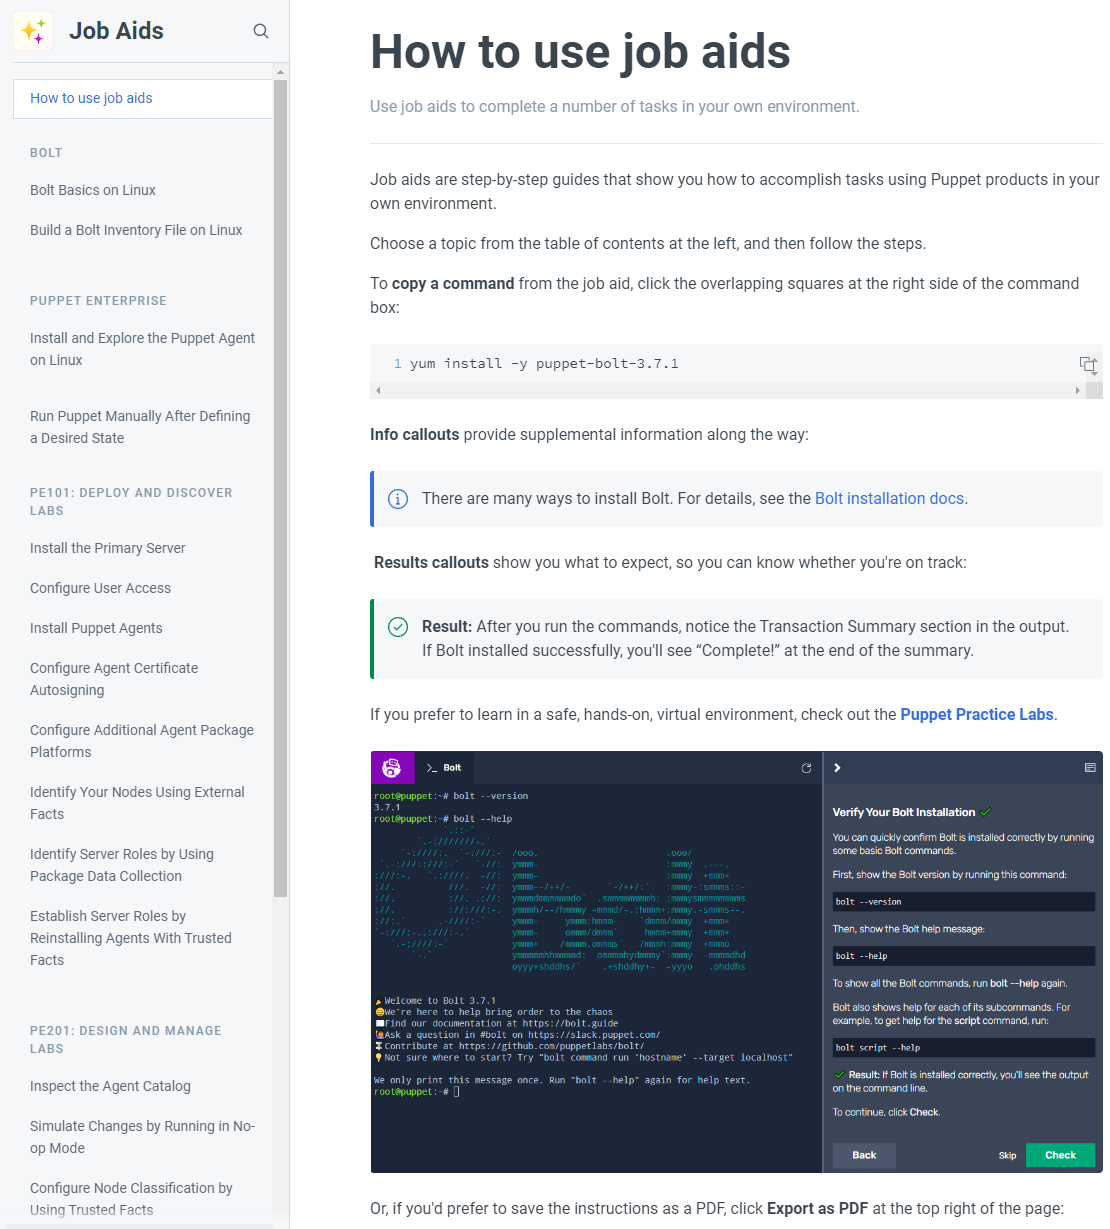 Job Aids
How to use job aids
BOLT
Bolt Basics on Linux
Build a Bolt Inventory File on Linux
PUPPET ENTERPRISE
Install and Explore the Puppet Agent
on Linux
Run Puppet Manually After Defining
a Desired State
PE101: DEPLOY AND DISCOVER
LABS
Install the Primary Server
Configure User Access
Install Puppet Agents
Configure Agent Certificate
Autosigning
Configure Additional Agent Package
Platforms
Identify Your Nodes Using External
Facts
Identify Server Roles by Using
Package Data Collection
Establish Server Roles by
Reinstalling Agents With Trusted
Facts
PE201: DESIGN AND MANAGE
LABS
Inspect the Agent Catalog
Simulate Changes by Running in No-
op Mode
Configure Node Classification by
Using Trusted Facts
How to use job aids
Use job aids to complete a number of tasks in your own environment.
Job aids are step-by-step guides that show you how to accomplish tasks using Puppet products in your
own environment.
Choose a topic from the table of contents at the left, and then follow the steps.
To copy a command from the job aid, click the overlapping squares at the right side of the command
box:
1 yum install -y puppet-bolt-3.7.1
Info callouts provide supplemental information along the way:
There are many ways to install Bolt. For details, see the Bolt installation docs.
Results callouts show you what to expect, so you can know whether you're on track:
Result: After you run the commands, notice the Transaction Summary section in the output.
If Bolt installed successfully, you'll see “Complete!” at the end of the summary.
If you prefer to learn in a safe, hands-on, virtual environment, check out the Puppet Practice Labs.
>_ Bolt
root@puppet:~# bolt --version
3.7.1
root@puppet:~# bolt --help
Welcome to Bolt 3.7.1
We're here to help bring order to the chaos
Find our documentation at https://bolt.guide
Ask a question in #bolt on https://slack.puppet.com/
Contribute at https://github.com/puppetlabs/bolt/
Not sure where to start? Try "bolt command run 'hostname' --target localhost"
We only print this message once. Run "bolt --help" again for help text.
root@puppet:~#
Verify Your Bolt Installation
You can quickly confirm Bolt is installed correctly by running
some basic Bolt commands.
First, show the Bolt version by running this command:
bolt --version
Then, show the Bolt help message:
bolt --help
To show all the Bolt commands, run bolt --help again.
Bolt also shows help for each of its subcommands. For
example, to get help for the script command, run:
bolt script --help
Result: If Bolt is installed correctly, you'll see the output
on the command line.
To continue, click Check.
Back
Skip
Check
Or, if you'd prefer to save the instructions as a PDF, click Export as PDF at the top right of the page: